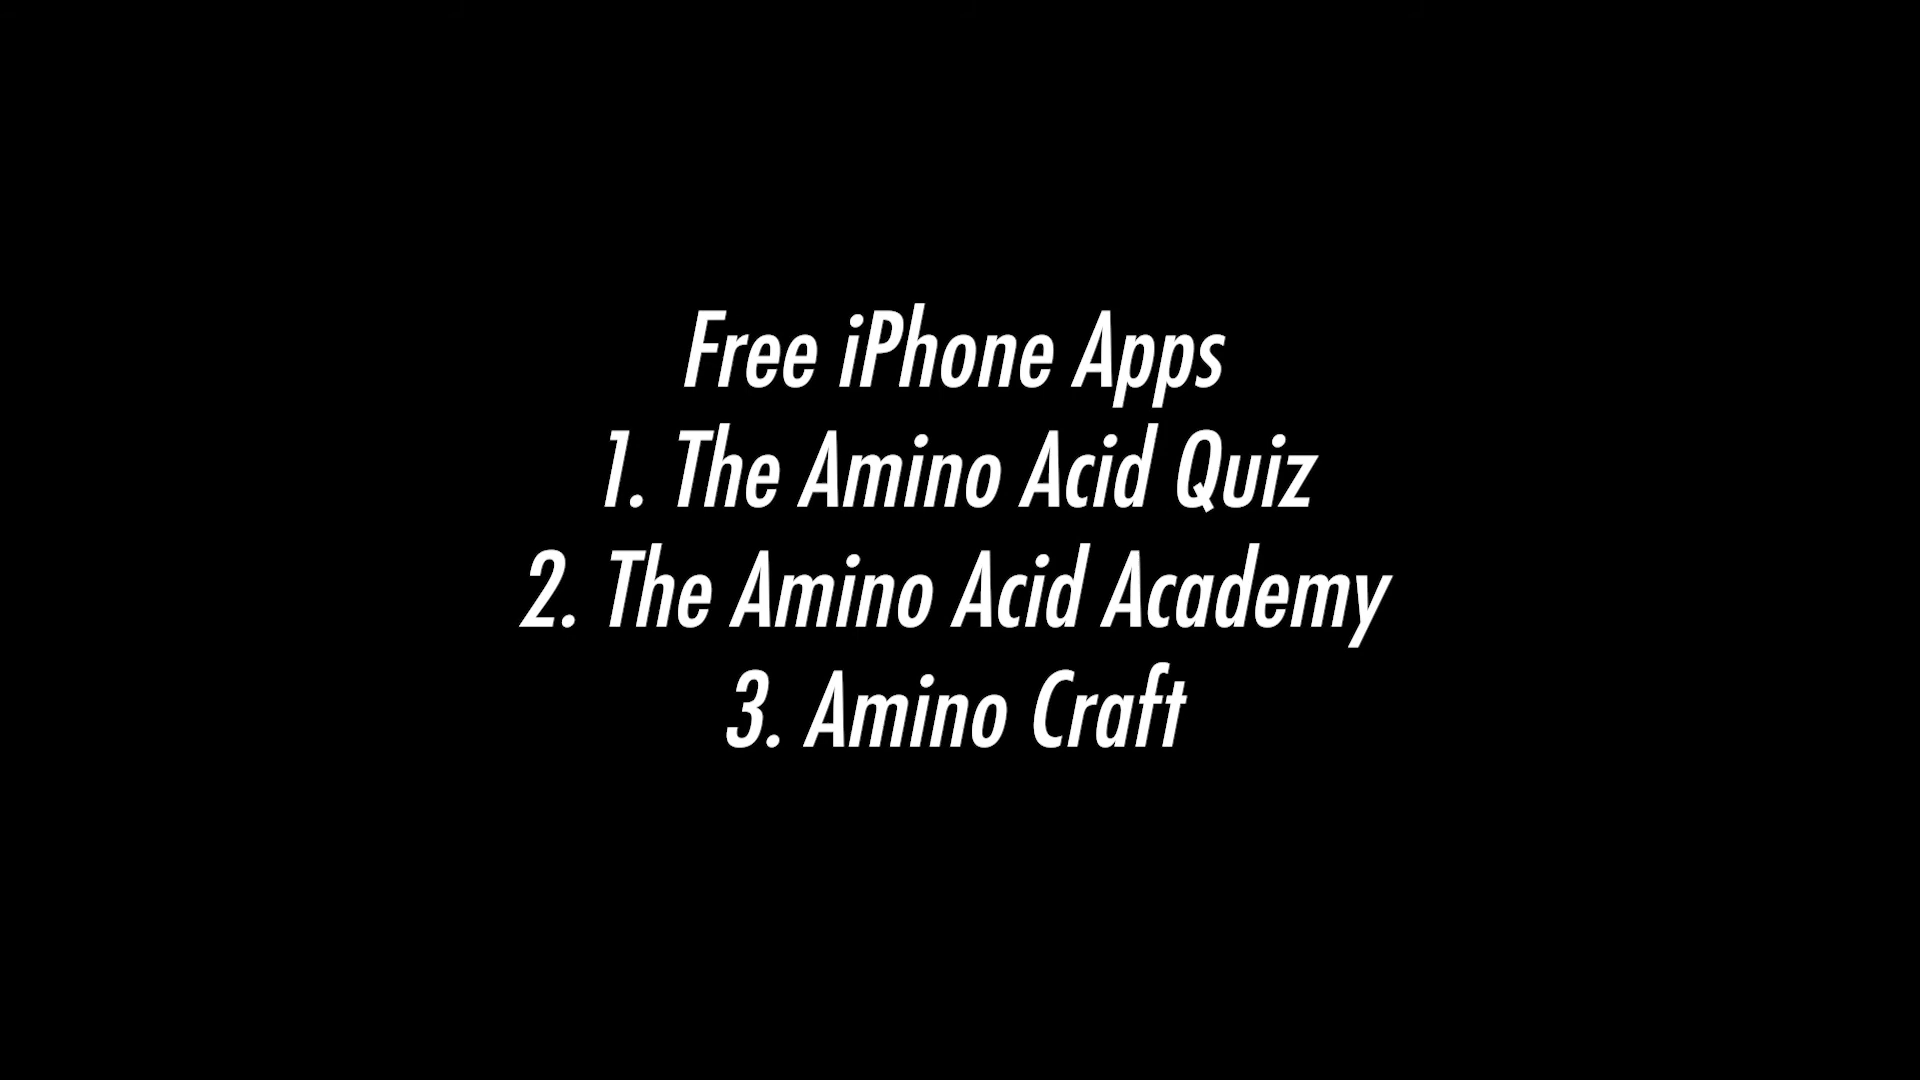 Free iPhone Apps
1. The Amino Acid Quiz
2. The Amino Acid Academy
3. Amino Craft